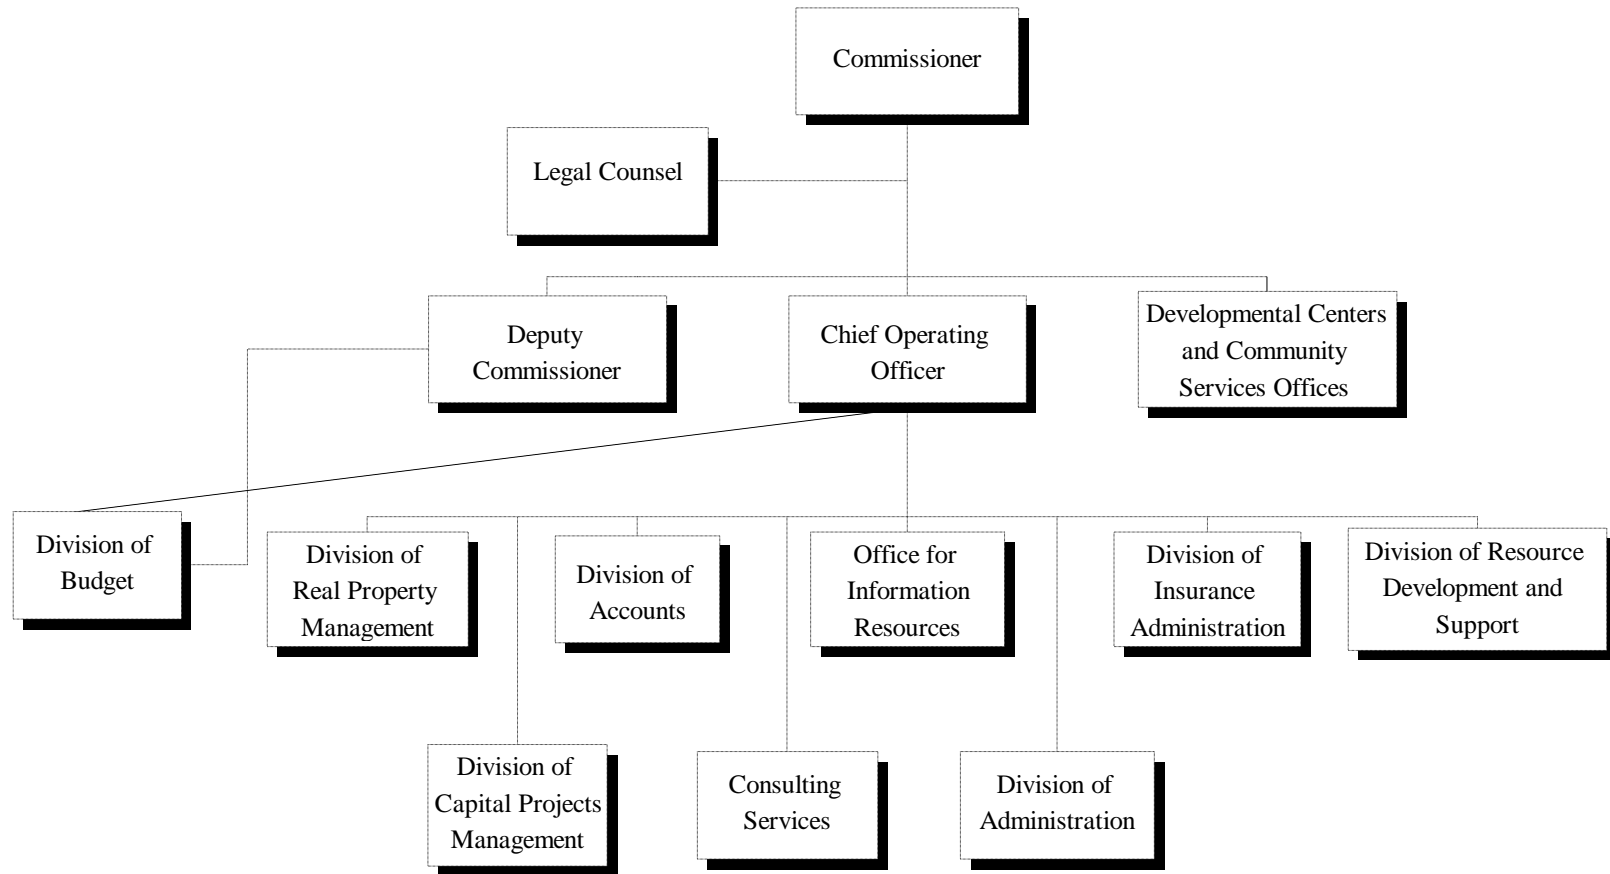 Commissioner
Legal Counsel
Deputy
Commissioner
Chief Operating
Officer
Developmental Centers
and Community
Services Offices
Division of
Budget
Division of
Real Property
Management
Division of
Accounts
Office for
Information
Resources
Division of
Insurance
Administration
Division of Resource
Development and
Support
Division of
Capital Projects
Management
Consulting
Services
Division of
Administration